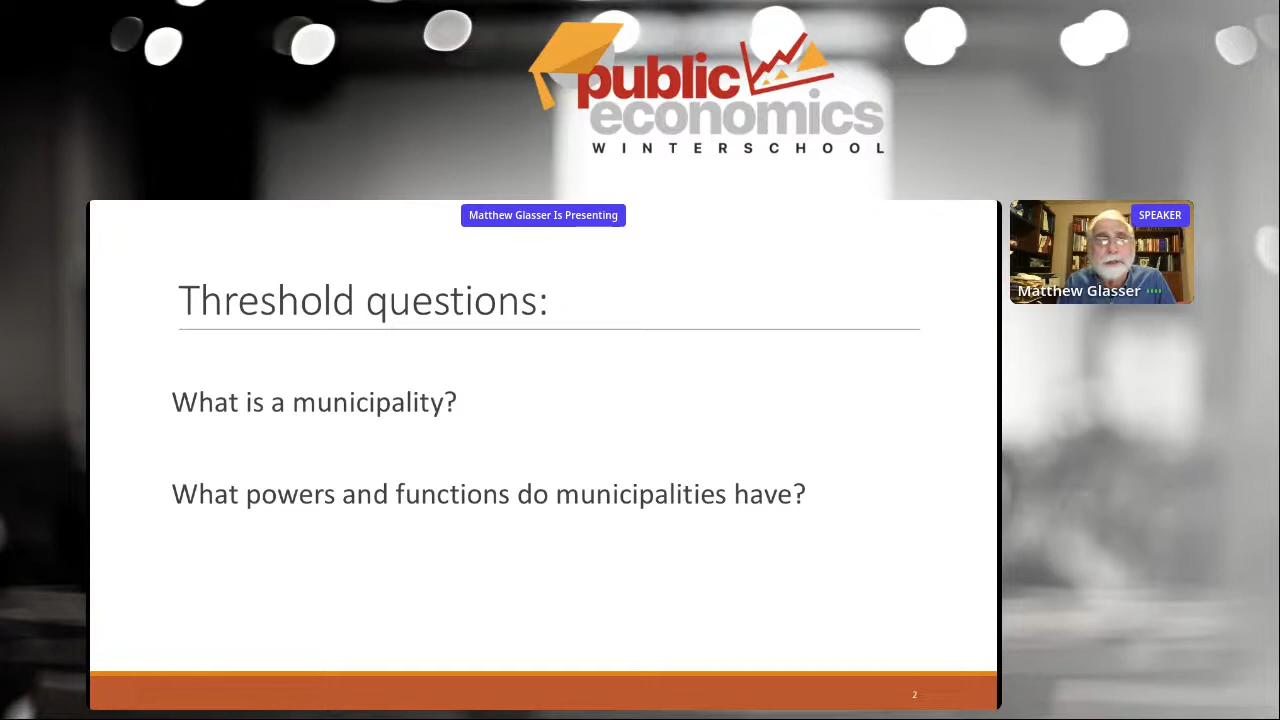 public
economics
WINTERSCHOOL
Matthew Glasser Is Presenting
SPEAKER
Matthew Glasser
Threshold questions:
What is a municipality?
What powers and functions do municipalities have?
2